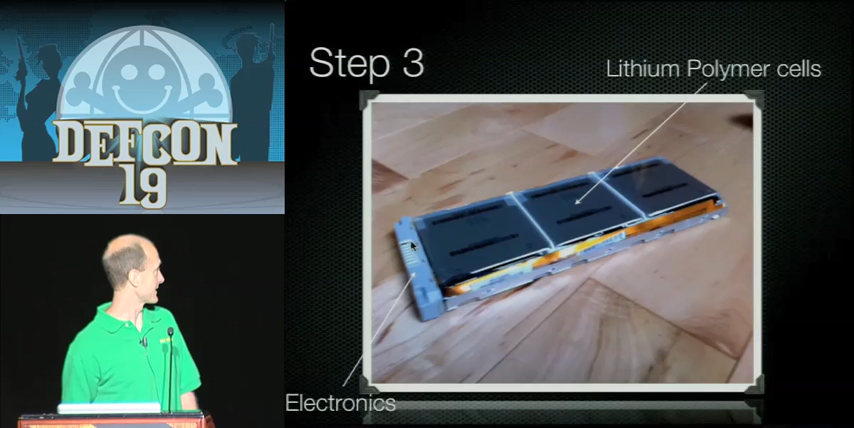 DEFCON
19
Step 3
Lithium Polymer cells
Electronics